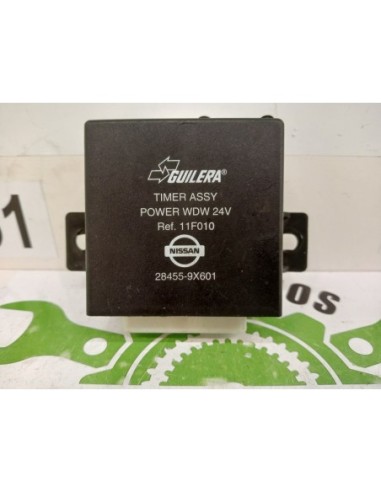 GUILERA®
TIMER ASSY
POWER WDW 24V
Ref. 11F010
NISSAN
28455-9X601